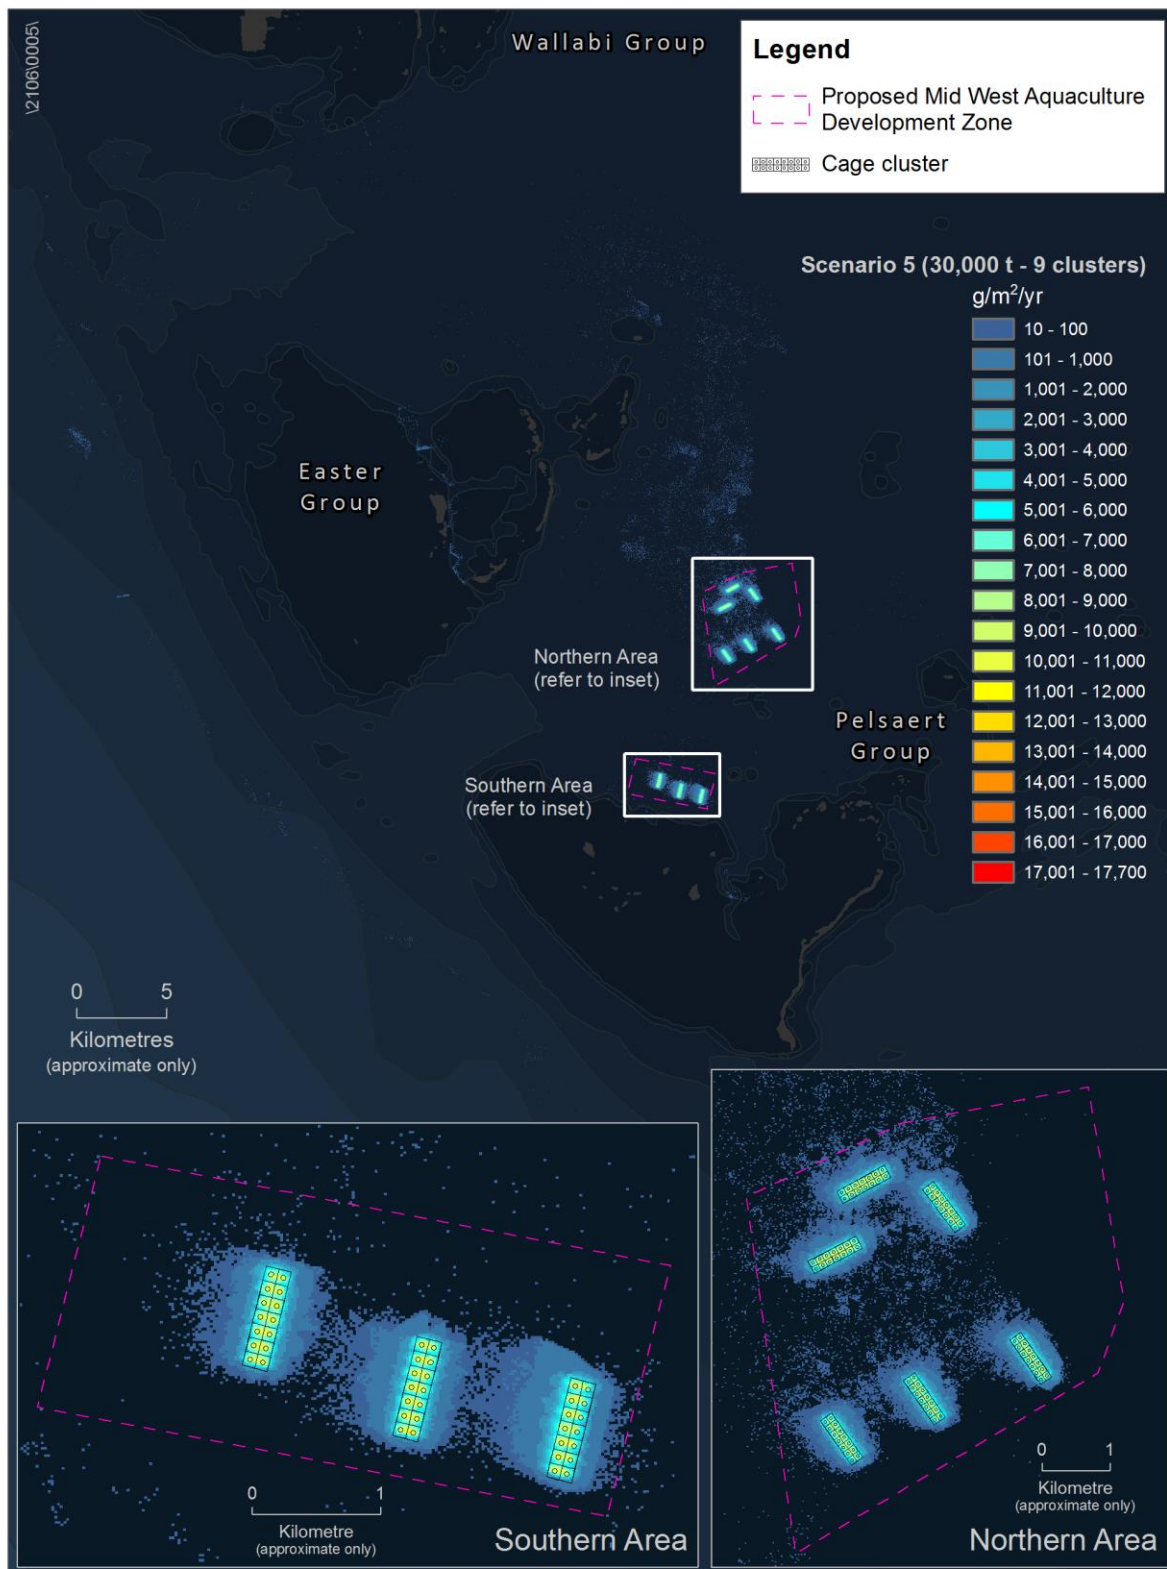 \2106\0005\
Wallabi Group
Legend
Proposed Mid West Aquaculture
Development Zone
Cage cluster
Scenario 5 (30,000 t - 9 clusters)
g/m²/yr
10 - 100
101 - 1,000
1,001 - 2,000
2,001 - 3,000
3,001 - 4,000
4,001 - 5,000
5,001 - 6,000
6,001 - 7,000
7,001 - 8,000
8,001 - 9,000
9,001 - 10,000
10,001 - 11,000
11,001 - 12,000
12,001 - 13,000
13,001 - 14,000
14,001 - 15,000
15,001 - 16,000
16,001 - 17,000
17,001 - 17,700
Easter
Group
Northern Area
(refer to inset)
Pelsaert
Group
Southern Area
(refer to inset)
0 5
Kilometres
(approximate only)
0 1
Kilometre
(approximate only)
Southern Area
0 1
Kilometre
(approximate only)
Northern Area